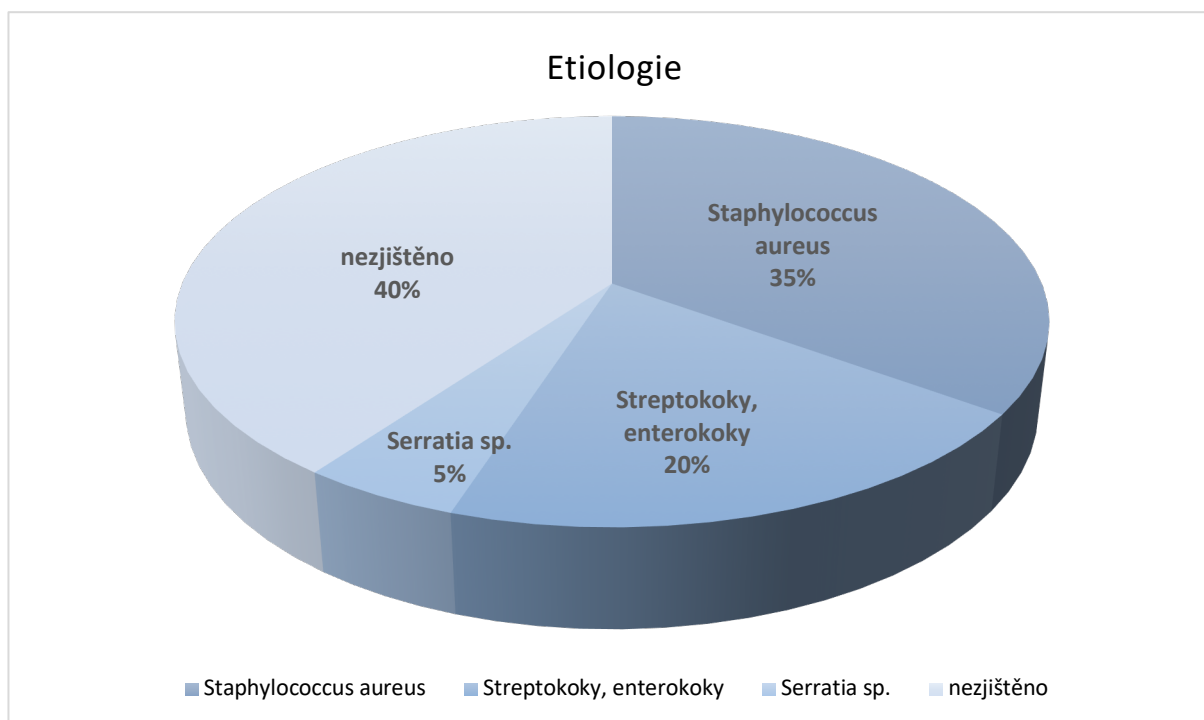 Etiologie
Staphylococcus
aureus
35%
nezjištěno
40%
Streptokoky,
enterokoky
20%
Serratia sp.
5%
Staphylococcus aureus Streptokoky, enterokoky Serratia sp. nezjištěno